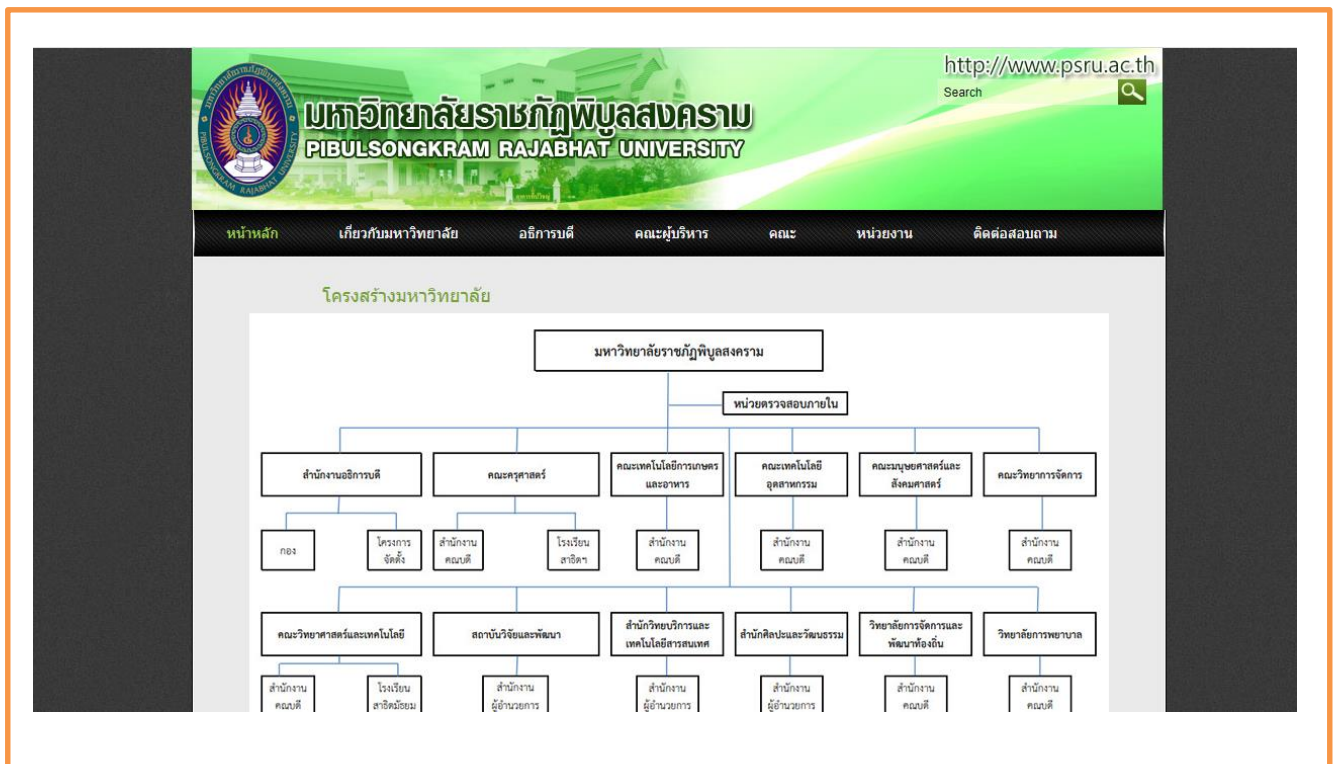 http://www.psru.ac.th
Search
มหาวิทยาลัยราชภัฏพิบูลสงคราม
PIBULSONGKRAM RAJABHAT UNIVERSITY
มหาวิทยาลัยราชภัฏพิบูลสงคราม
PIBULSONGKRAM RAJABHAT UNIVERSITY
หน้าหลัก เกี่ยวกับมหาวิทยาลัย อธิการบดี คณะผู้บริหาร คณะ หน่วยงาน ติดต่อสอบถาม
โครงสร้างมหาวิทยาลัย
มหาวิทยาลัยราชภัฏพิบูลสงคราม
หน่วยตรวจสอบภายใน
สำนักงานอธิการบดี
คณะครุศาสตร์
คณะเทคโนโลยีการเกษตร
และอาหาร
คณะเทคโนโลยี
อุตสาหกรรม
คณะมนุษยศาสตร์และ
สังคมศาสตร์
คณะวิทยาการจัดการ
กอง
โครงการ
จัดตั้ง
สำนักงาน
คณบดี
โรงเรียน
สาธิตฯ
สำนักงาน
คณบดี
สำนักงาน
คณบดี
สำนักงาน
คณบดี
สำนักงาน
คณบดี
คณะวิทยาศาสตร์และเทคโนโลยี
สถาบันวิจัยและพัฒนา
สำนักวิทยบริการและ
เทคโนโลยีสารสนเทศ
สำนักศิลปะและวัฒนธรรม
วิทยาลัยการจัดการและ
พัฒนาท้องถิ่น
วิทยาลัยการพยาบาล
สำนักงาน
คณบดี
โรงเรียน
สาธิตมัธยม
สำนักงาน
ผู้อำนวยการ
สำนักงาน
ผู้อำนวยการ
สำนักงาน
ผู้อำนวยการ
สำนักงาน
คณบดี
สำนักงาน
คณบดี